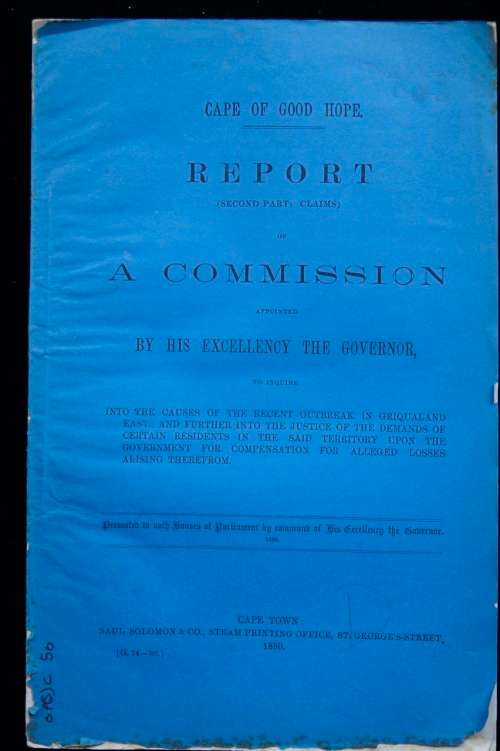 CAPE OF GOOD HOPE.
REPORT
(SECOND PART: CLAIMS)
OF
A COMMISSION
APPOINTED
BY HIS EXCELLENCY THE GOVERNOR,
TO INQUIRE
INTO THE CAUSES OF THE RECENT OUTBREAK IN GRIQUALAND
EAST, AND FURTHER INTO THE JUSTICE OF THE DEMANDS OF
CERTAIN RESIDENTS IN THE SAID TERRITORY UPON THE
GOVERNMENT FOR COMPENSATION FOR ALLEGED LOSSES
ARISING THEREFROM.
Presented to both Houses of Parliament by command of His Excellency the Governor.
1880.
CAPE TOWN:
SAUL SOLOMON & CO., STEAM PRINTING OFFICE, ST. GEORGE'S-STREET,
1880.